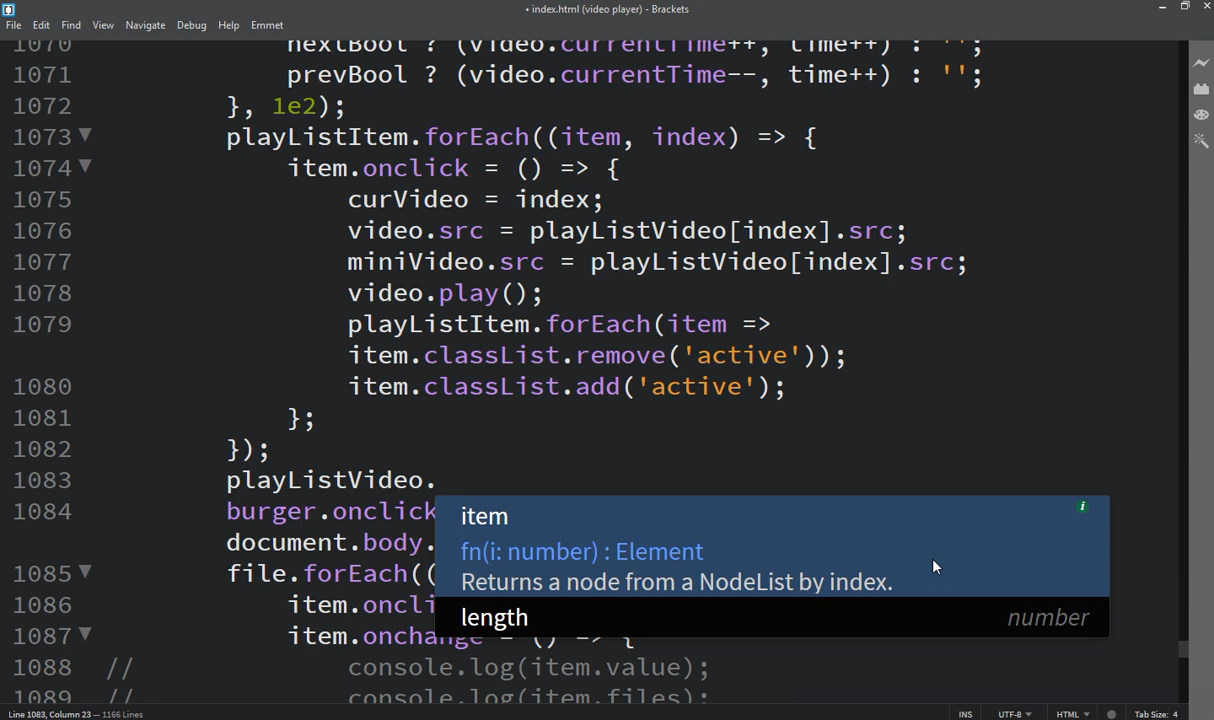 • index.html (video player) - Brackets
File Edit Find View Navigate Debug Help Emmet
1070 nextBool ? (video.currentTime++, time++) : '';
1071 prevBool ? (video.currentTime--, time++) : '';
1072 }, 1e2);
1073 playListItem.forEach((item, index) => {
1074 item.onclick = () => {
1075 curVideo = index;
1076 video.src = playListVideo[index].src;
1077 miniVideo.src = playListVideo[index].src;
1078 video.play();
1079 playListItem.forEach(item =>
item.classList.remove('active'));
1080 item.classList.add('active');
1081 };
1082 });
1083 playListVideo.
1084 burger.onclick
item
document.body.
fn(i: number) : Element
1085 file.forEach((
Returns a node from a NodeList by index.
1086 item.oncli
length number
1087 item.onchange = () => {
1088 // console.log(item.value);
1089 // console.log(item.files);
Line 1083, Column 23 — 1166 Lines
INS UTF-8 HTML Tab Size: 4